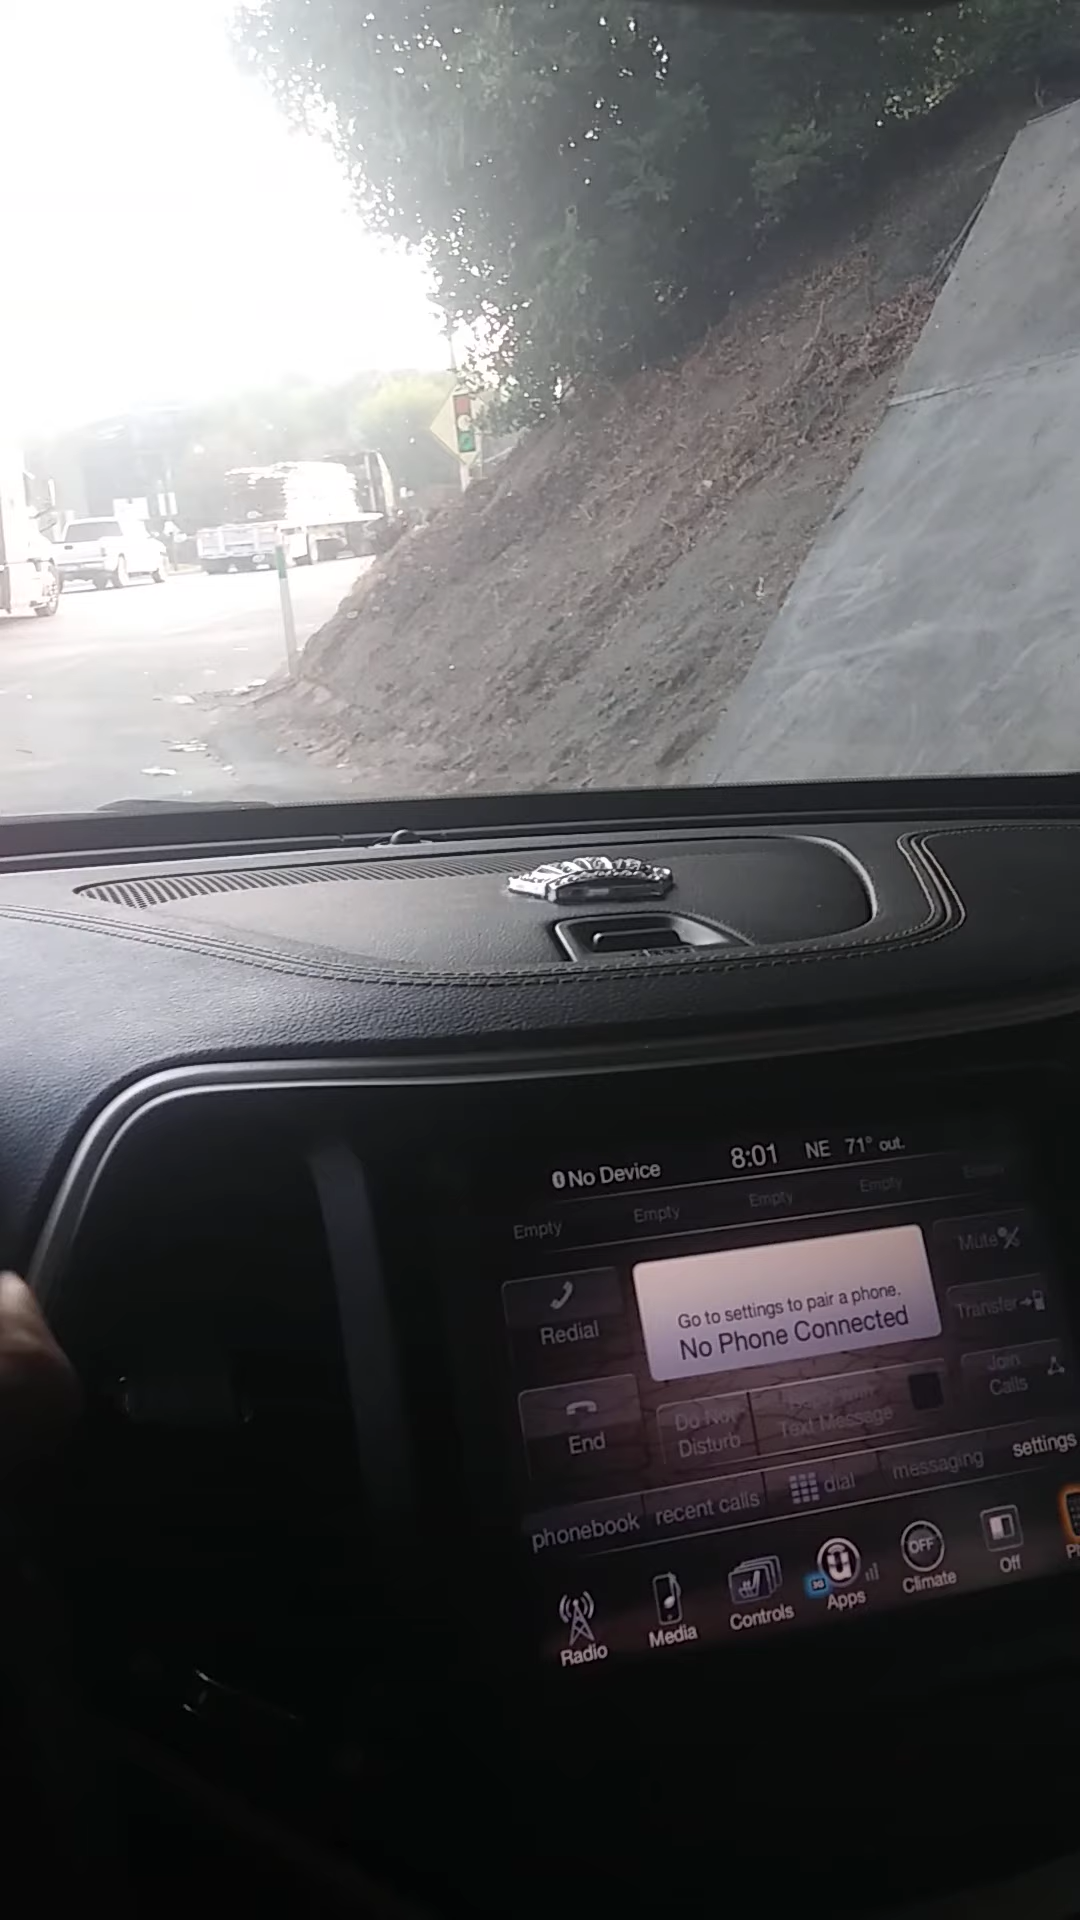 No Device 8:01 NE 71° out.
Empty Empty Empty Empty Empty
Redial
Go to settings to pair a phone.
No Phone Connected
Mute
Transfer
Join
Calls
End
Do Not
Disturb
Text Message
phonebook recent calls dial messaging settings
Radio Media Controls 3G Apps OFF Climate Off